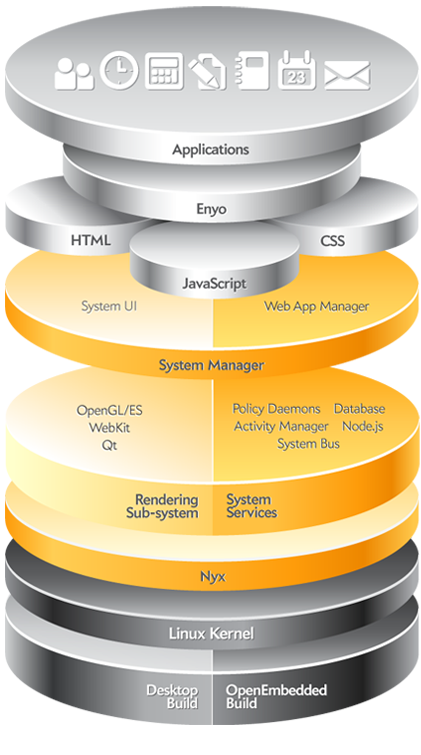 23
Applications
Enyo
HTML
CSS
JavaScript
System UI
Web App Manager
System Manager
OpenGL/ES
WebKit
Qt
Policy Daemons Database
Activity Manager Node.js
System Bus
Rendering
Sub-system
System
Services
Nyx
Linux Kernel
Desktop
Build
OpenEmbedded
Build